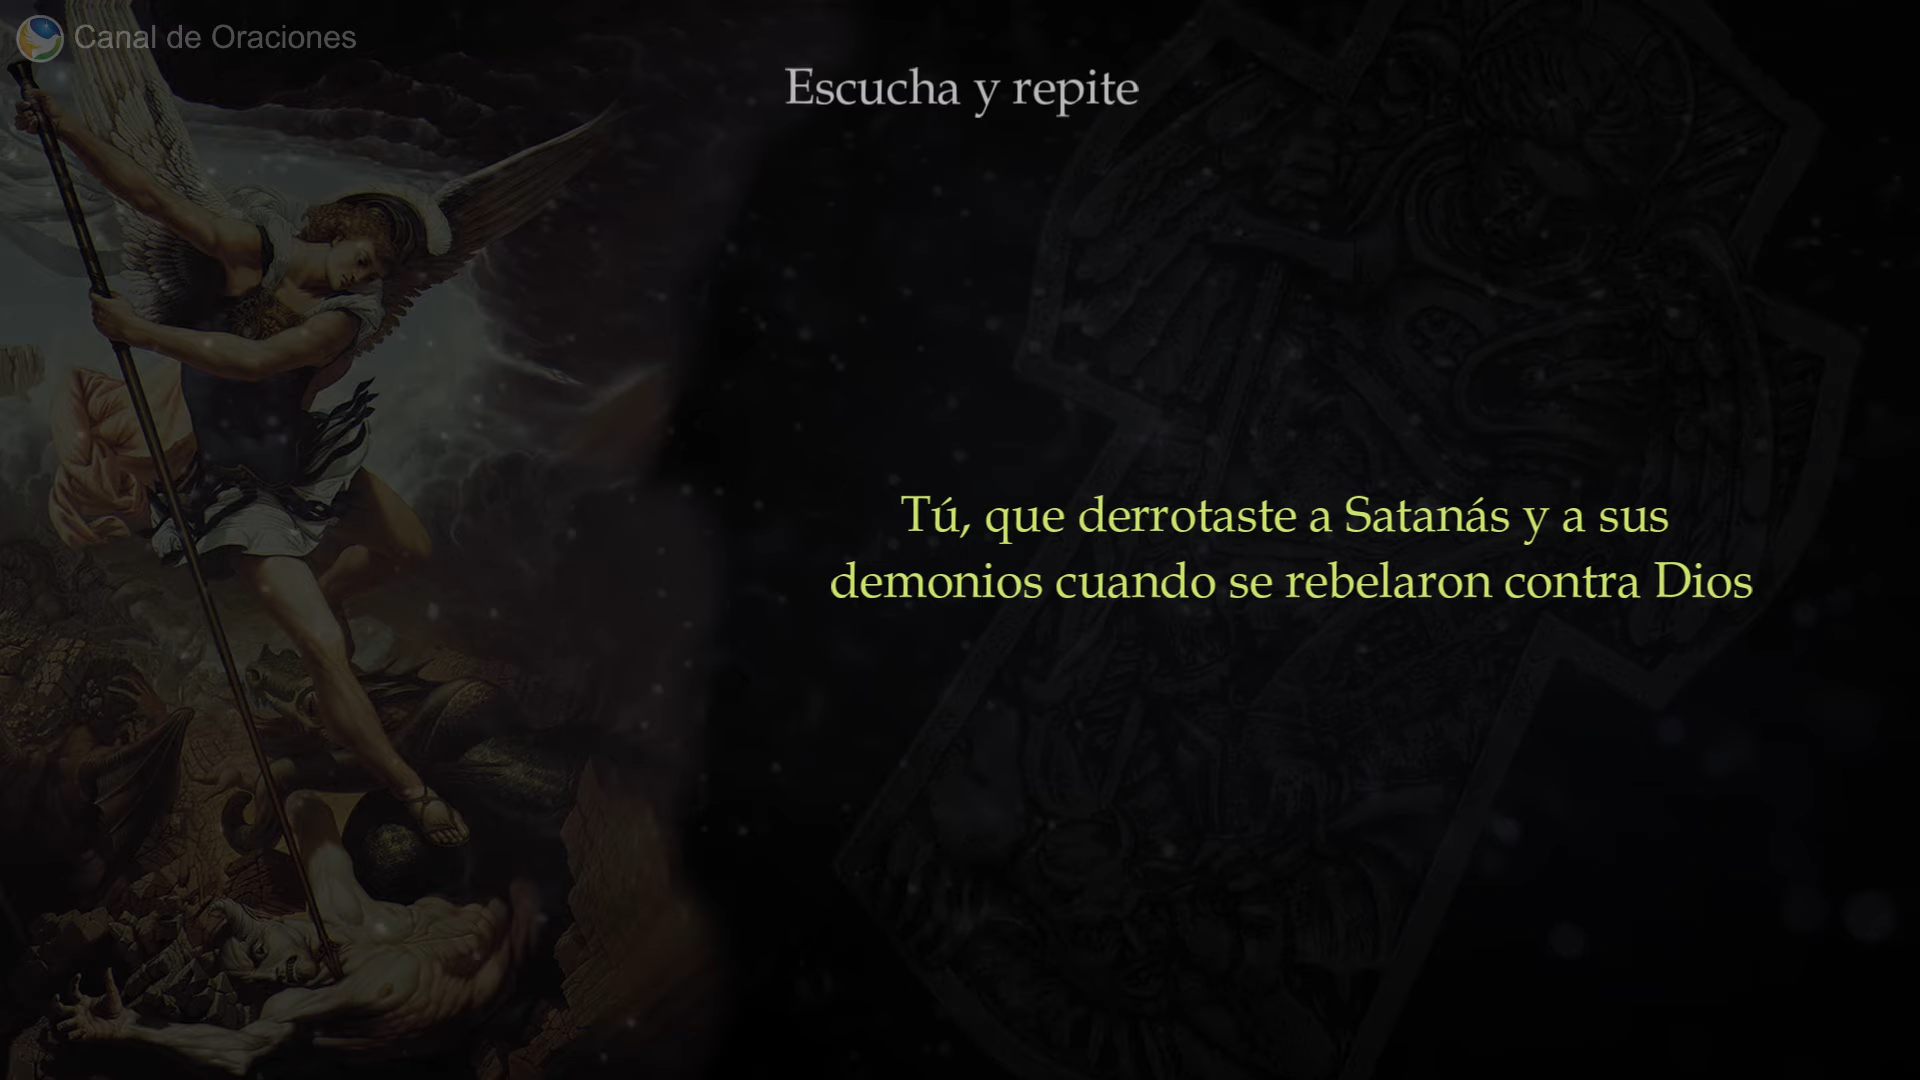 Canal de Oraciones
Escucha y repite
Tú, que derrotaste a Satanás y a sus
demonios cuando se rebelaron contra Dios